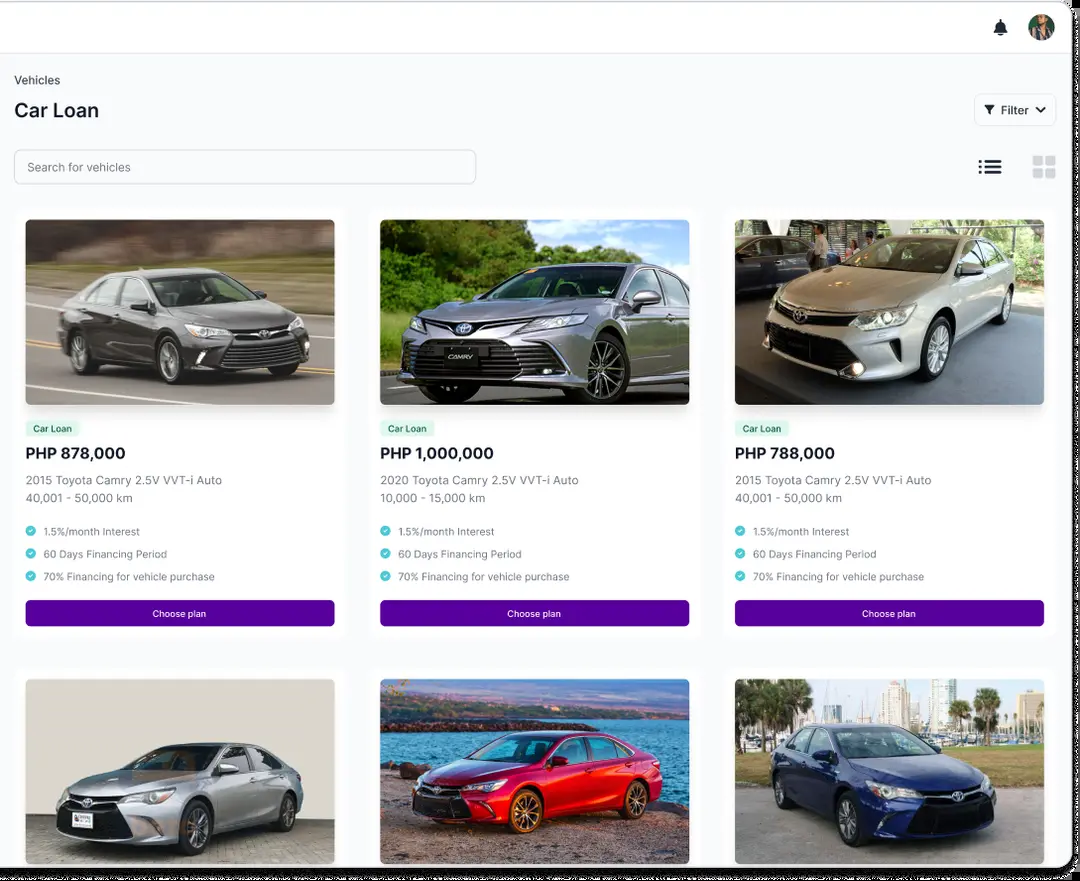 Vehicles
Car Loan
Filter
Search for vehicles
CAMRY
Car Loan
PHP 878,000
2015 Toyota Camry 2.5V VVT-i Auto
40,001 - 50,000 km
1.5%/month Interest
60 Days Financing Period
70% Financing for vehicle purchase
Choose plan
Car Loan
PHP 1,000,000
2020 Toyota Camry 2.5V VVT-i Auto
10,000 - 15,000 km
1.5%/month Interest
60 Days Financing Period
70% Financing for vehicle purchase
Choose plan
Car Loan
PHP 788,000
2015 Toyota Camry 2.5V VVT-i Auto
40,001 - 50,000 km
1.5%/month Interest
60 Days Financing Period
70% Financing for vehicle purchase
Choose plan